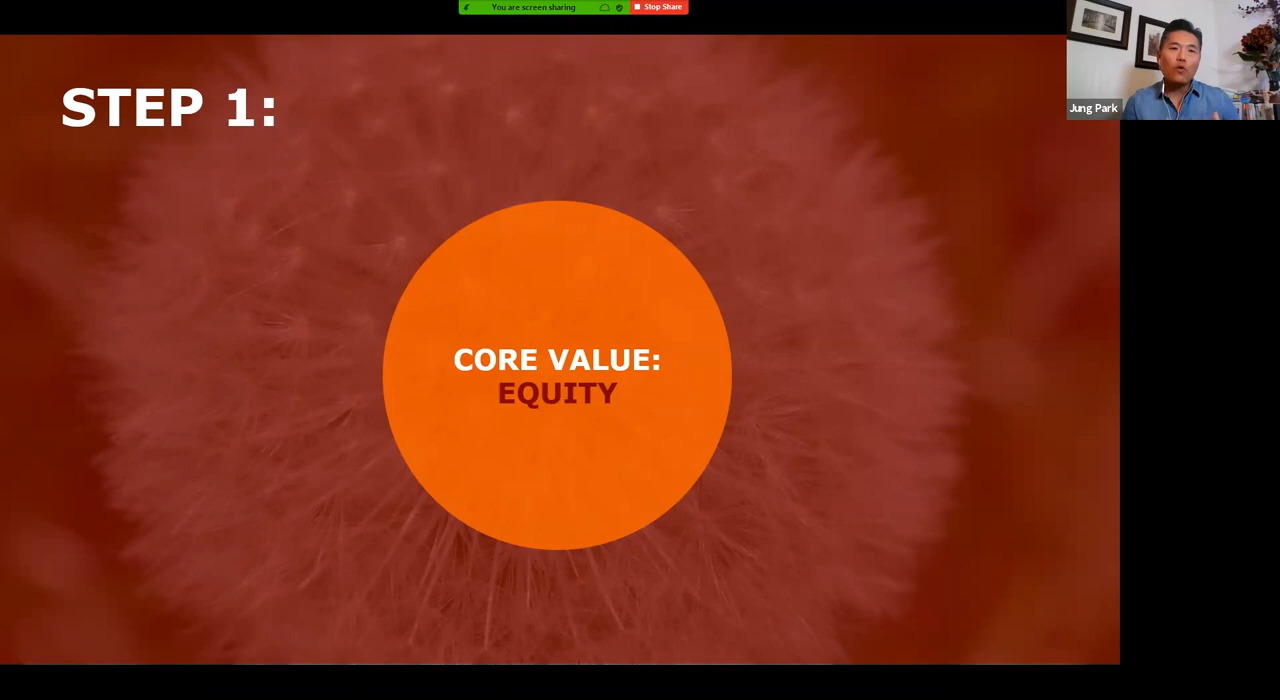 You are screen sharing
Stop Share
STEP 1:
Jung Park
CORE VALUE:
EQUITY